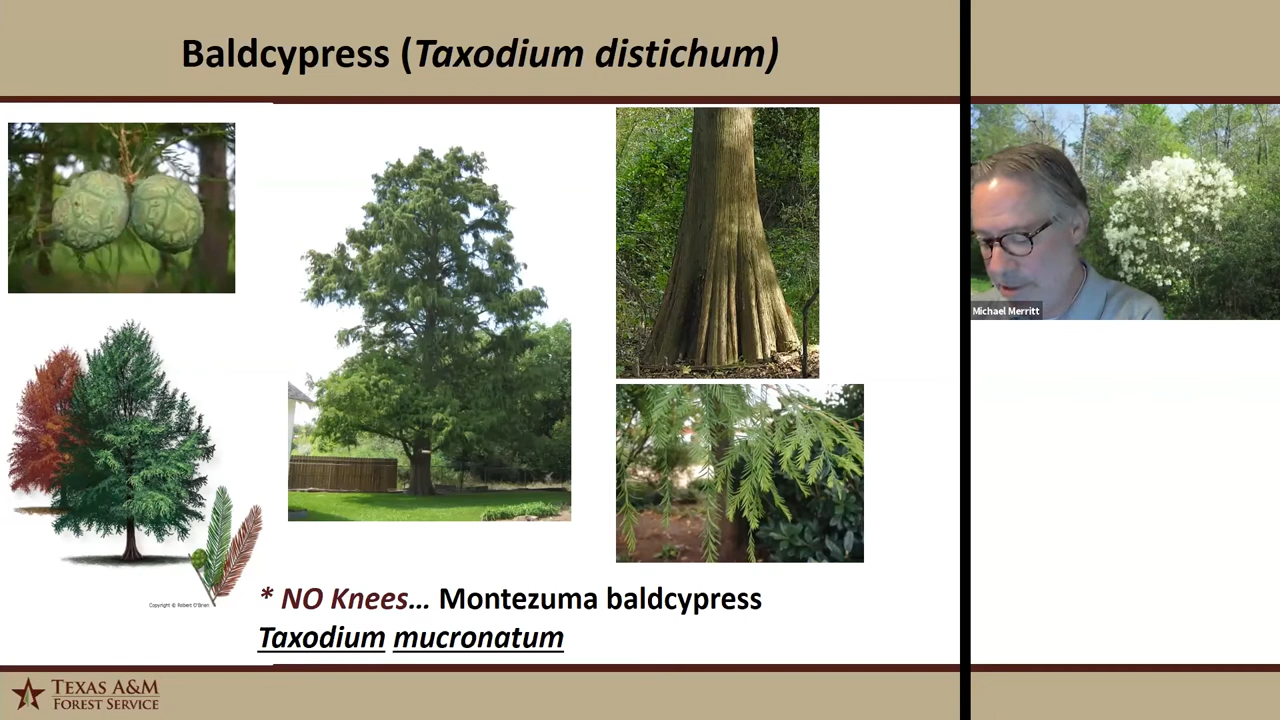 Baldcypress (Taxodium distichum)
Michael Merritt
Copyright © Robert O'Brien
* NO Knees... Montezuma baldcypress
Taxodium mucronatum
TEXAS A&M
FOREST SERVICE